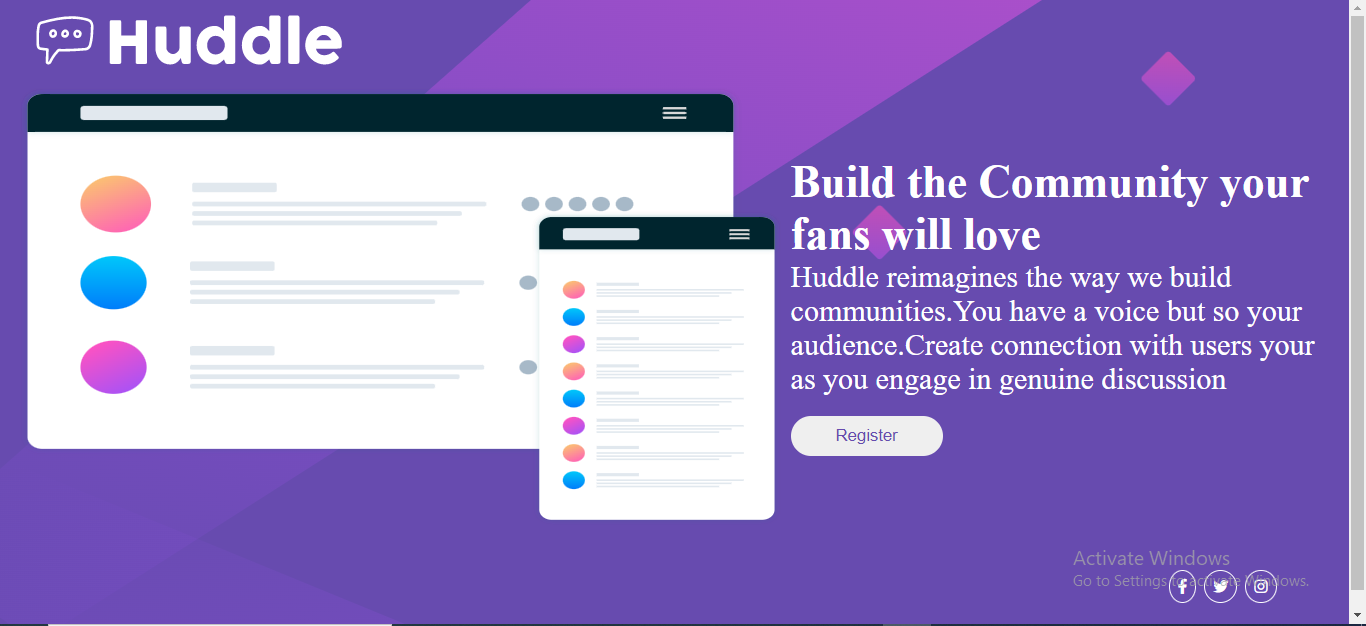 Huddle
Build the Community your
fans will love
Huddle reimagines the way we build
communities.You have a voice but so your
audience.Create connection with users your
as you engage in genuine discussion
Register
Activate Windows
Go to Settings to activate Windows.